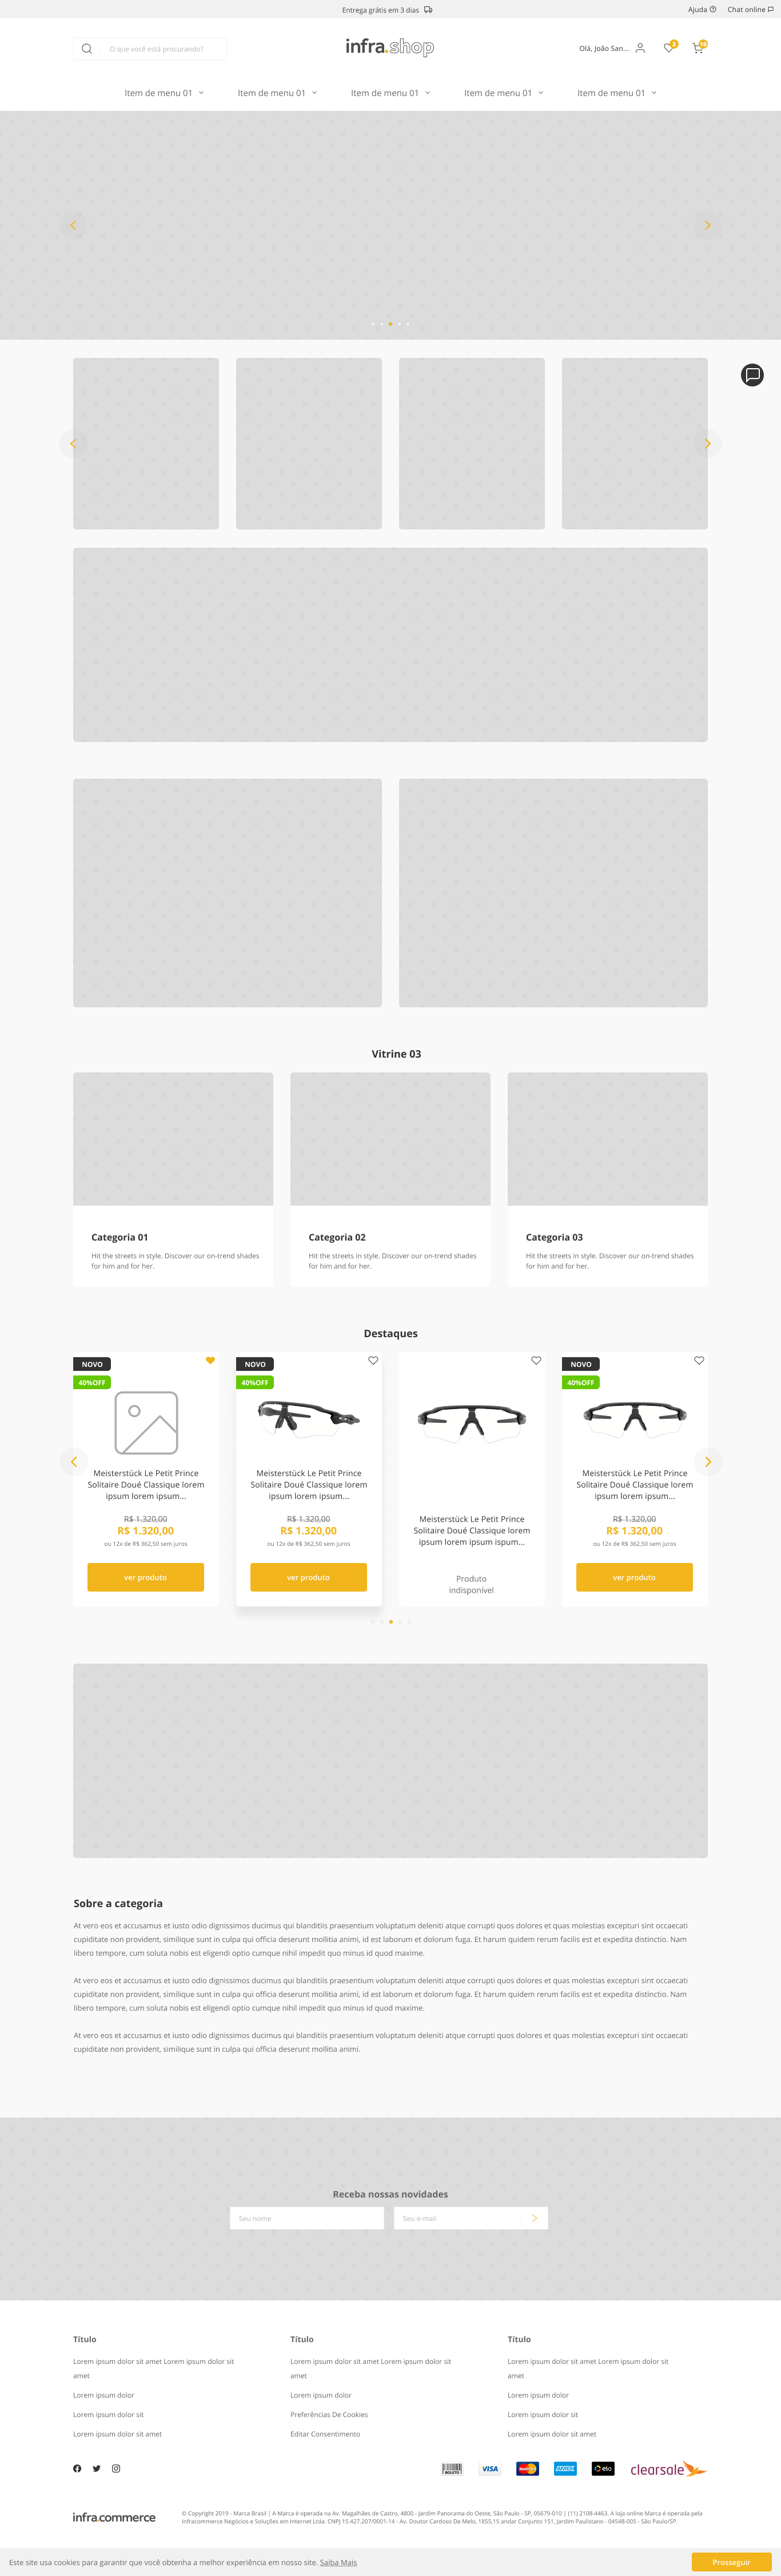 Entrega grátis em 3 dias
Ajuda
Chat online
O que você está procurando?
infra.shop
Olá, João San...
Item de menu 01
Item de menu 01
Item de menu 01
Item de menu 01
Item de menu 01
Vitrine 03
Categoria 01
Hit the streets in style. Discover our on-trend shades
for him and for her.
Categoria 02
Hit the streets in style. Discover our on-trend shades
for him and for her.
Categoria 03
Hit the streets in style. Discover our on-trend shades
for him and for her.
Destaques
NOVO
40%OFF
Meisterstück Le Petit Prince
Solitaire Doué Classique lorem
ipsum lorem ipsum...
R$ 1.320,00
R$ 1.320,00
ou 12x de R$ 362,50 sem juros
ver produto
NOVO
40%OFF
Meisterstück Le Petit Prince
Solitaire Doué Classique lorem
ipsum lorem ipsum...
R$ 1.320,00
R$ 1.320,00
ou 12x de R$ 362,50 sem juros
ver produto
Meisterstück Le Petit Prince
Solitaire Doué Classique lorem
ipsum lorem ipsum ispum...
Produto
indisponível
NOVO
40%OFF
Meisterstück Le Petit Prince
Solitaire Doué Classique lorem
ipsum lorem ipsum...
R$ 1.320,00
R$ 1.320,00
ou 12x de R$ 362,50 sem juros
ver produto
Sobre a categoria
At vero eos et accusamus et iusto odio dignissimos ducimus qui blanditiis praesentium voluptatum deleniti atque corrupti quos dolores et quas molestias excepturi sint occaecati
cupiditate non provident, similique sunt in culpa qui officia deserunt mollitia animi, id est laborum et dolorum fuga. Et harum quidem rerum facilis est et expedita distinctio. Nam
libero tempore, cum soluta nobis est eligendi optio cumque nihil impedit quo minus id quod maxime.
At vero eos et accusamus et iusto odio dignissimos ducimus qui blanditiis praesentium voluptatum deleniti atque corrupti quos dolores et quas molestias excepturi sint occaecati
cupiditate non provident, similique sunt in culpa qui officia deserunt mollitia animi, id est laborum et dolorum fuga. Et harum quidem rerum facilis est et expedita distinctio. Nam
libero tempore, cum soluta nobis est eligendi optio cumque nihil impedit quo minus id quod maxime.
At vero eos et accusamus et iusto odio dignissimos ducimus qui blanditiis praesentium voluptatum deleniti atque corrupti quos dolores et quas molestias excepturi sint occaecati
cupiditate non provident, similique sunt in culpa qui officia deserunt mollitia animi.
Receba nossas novidades
Seu nome
Seu e-mail
Título
Lorem ipsum dolor sit amet Lorem ipsum dolor sit
amet
Lorem ipsum dolor
Lorem ipsum dolor sit
Lorem ipsum dolor sit amet
Título
Lorem ipsum dolor sit amet Lorem ipsum dolor sit
amet
Lorem ipsum dolor
Preferências De Cookies
Editar Consentimento
Título
Lorem ipsum dolor sit amet Lorem ipsum dolor sit
amet
Lorem ipsum dolor
Lorem ipsum dolor sit
Lorem ipsum dolor sit amet
BOLETO
VISA
elo
clearsale
infra.commerce
© Copyright 2019 - Marca Brasil | A Marca é operada na Av. Magalhães de Castro, 4800 - Jardim Panorama do Oeste, São Paulo - SP, 05679-010 | (11) 2108-4463. A loja online Marca é operada pela
Infracommerce Negócios e Soluções em Internet Ltda. CNPJ 15.427.207/0001-14 - Av. Doutor Cardoso De Melo, 1855,15 andar Conjunto 151, Jardim Paulistano - 04548-005 - São Paulo/SP.
Este site usa cookies para garantir que você obtenha a melhor experiência em nosso site. Saiba Mais
Prosseguir